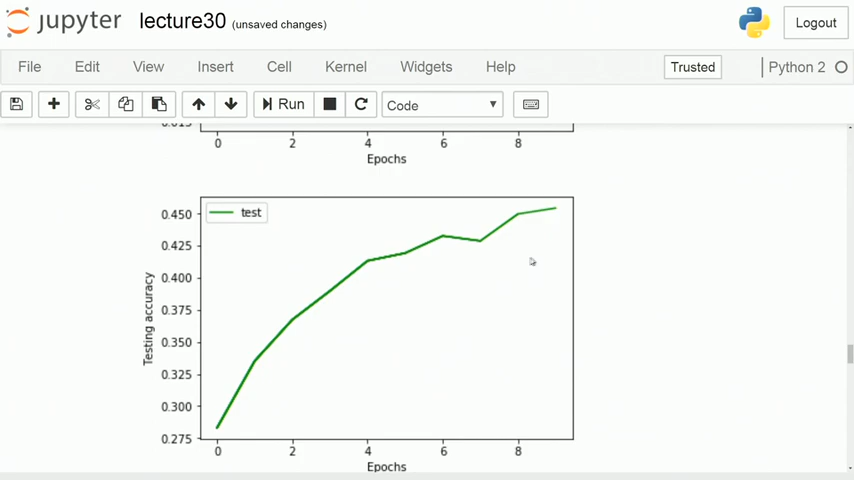 jupyter lecture30 (unsaved changes) Logout
File Edit View Insert Cell Kernel Widgets Help Trusted Python 2
Run Code
0.015
0 2 4 6 8
Epochs
test
0.450
0.425
0.400
0.375
0.350
0.325
0.300
0.275
Testing accuracy
0 2 4 6 8
Epochs